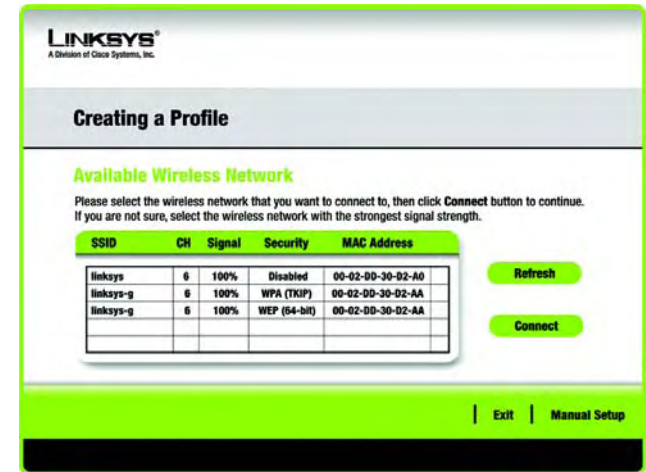 LINKSYS®
A Division of Cisco Systems, Inc.
Creating a Profile
Available Wireless Network
Please select the wireless network that you want to connect to, then click Connect button to continue.
If you are not sure, select the wireless network with the strongest signal strength.
SSID CH Signal Security MAC Address
linksys 6 100% Disabled 00-02-DD-30-D2-A0
linksys-g 6 100% WPA (TKIP) 00-02-DD-30-D2-AA
linksys-g 6 100% WEP (64-bit) 00-02-DD-30-D2-AA
Refresh
Connect
Exit Manual Setup